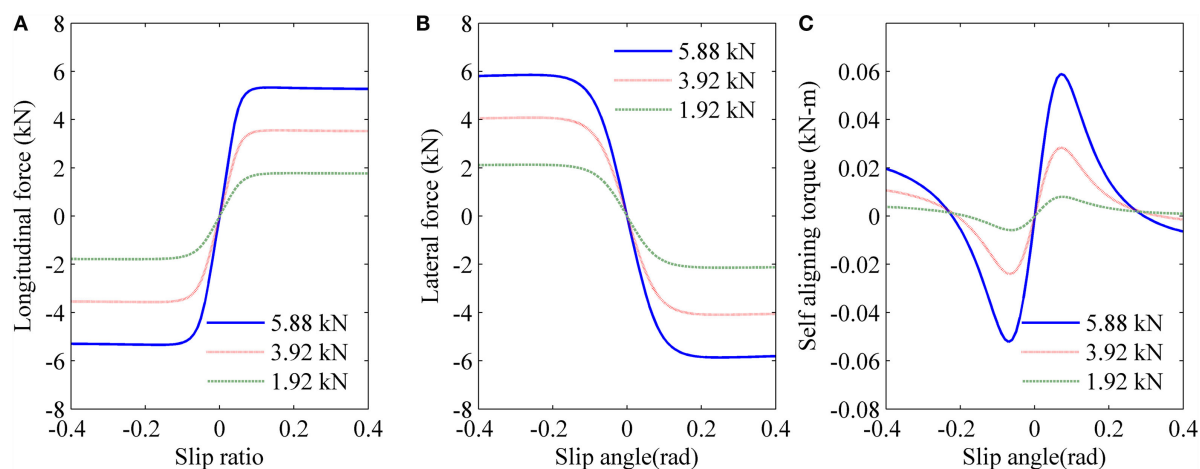 A
Longitudinal force (kN)
8
6
4
2
0
-2
-4
-6
-8
-0.4
-0.2
0
0.2
0.4
Slip ratio
5.88 kN
3.92 kN
1.92 kN
B
Lateral force (kN)
8
6
4
2
0
-2
-4
-6
-8
-0.4
-0.2
0
0.2
0.4
Slip angle(rad)
5.88 kN
3.92 kN
1.92 kN
C
Self aligning torque (kN-m)
0.06
0.04
0.02
0
-0.02
-0.04
-0.06
-0.08
-0.4
-0.2
0
0.2
0.4
Slip angle(rad)
5.88 kN
3.92 kN
1.92 kN